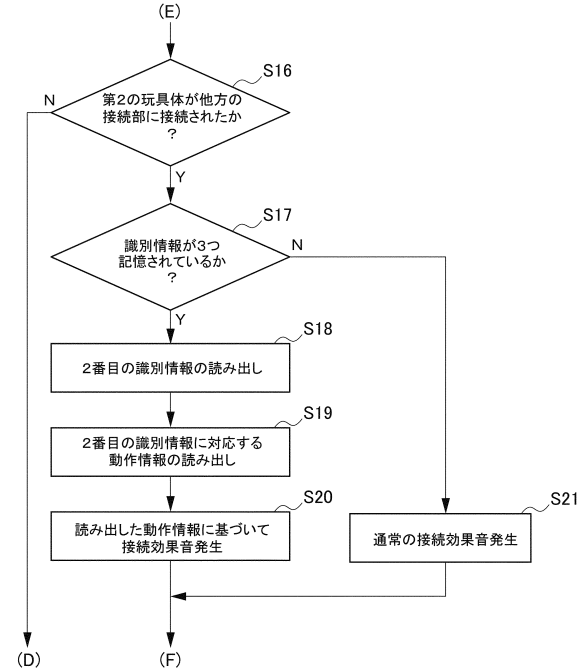 (E)
S16
N
第2の玩具体が他方の
接続部に接続されたか
?
Y
S17
N
識別情報が3つ
記憶されているか
?
Y
S18
2番目の識別情報の読み出し
S19
2番目の識別情報に対応する
動作情報の読み出し
S20
読み出した動作情報に基づいて
接続効果音発生
S21
通常の接続効果音発生
(D)
(F)